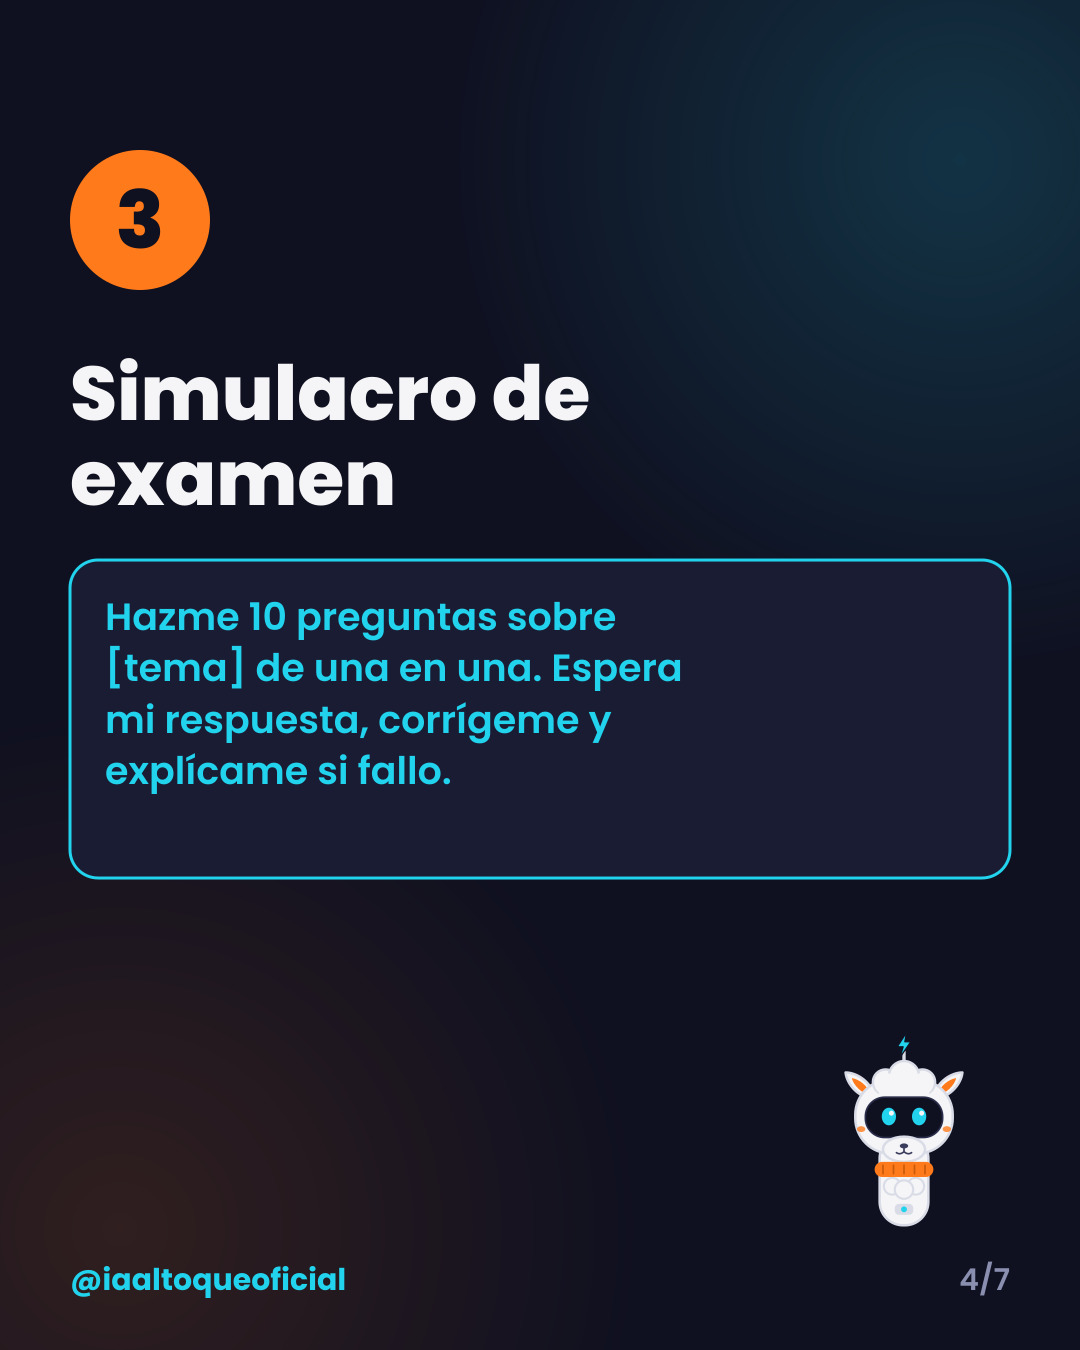 3
Simulacro de
examen
Hazme 10 preguntas sobre
[tema] de una en una. Espera
mi respuesta, corrígeme y
explícame si fallo.
@iaaltoqueoficial
4/7